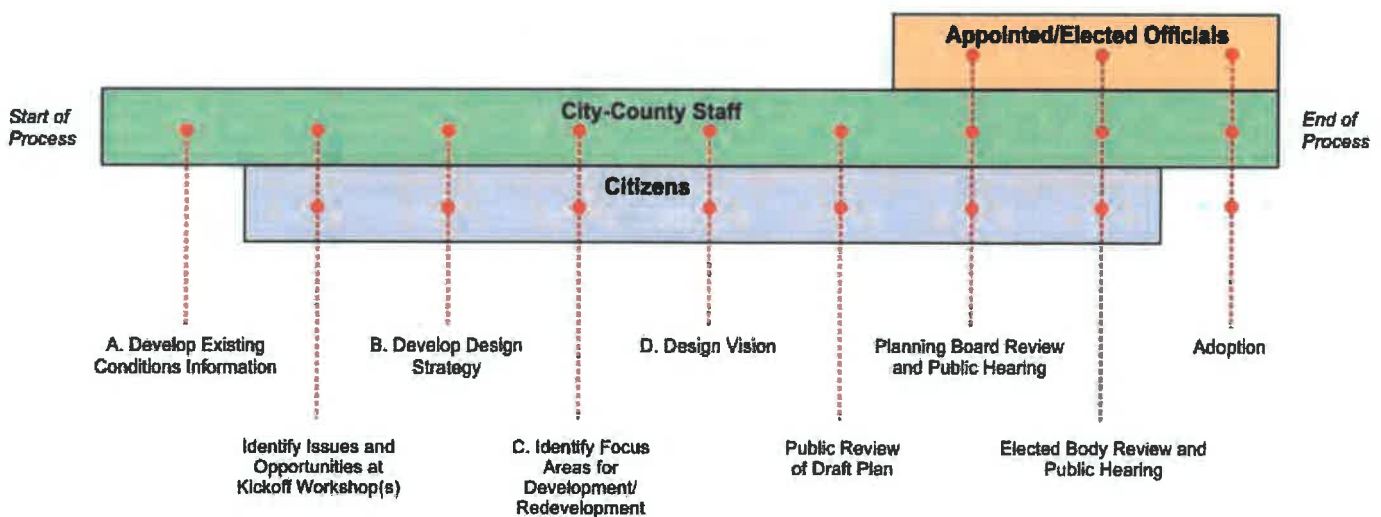 Appointed/Elected Officials
City-County Staff
Start of
Process
End of
Process
Citizens
A. Develop Existing
Conditions Information
B. Develop Design
Strategy
D. Design Vision
Planning Board Review
and Public Hearing
Adoption
Identify Issues and
Opportunities at
Kickoff Workshop(s)
C. Identify Focus
Areas for
Development/
Redevelopment
Public Review
of Draft Plan
Elected Body Review and
Public Hearing